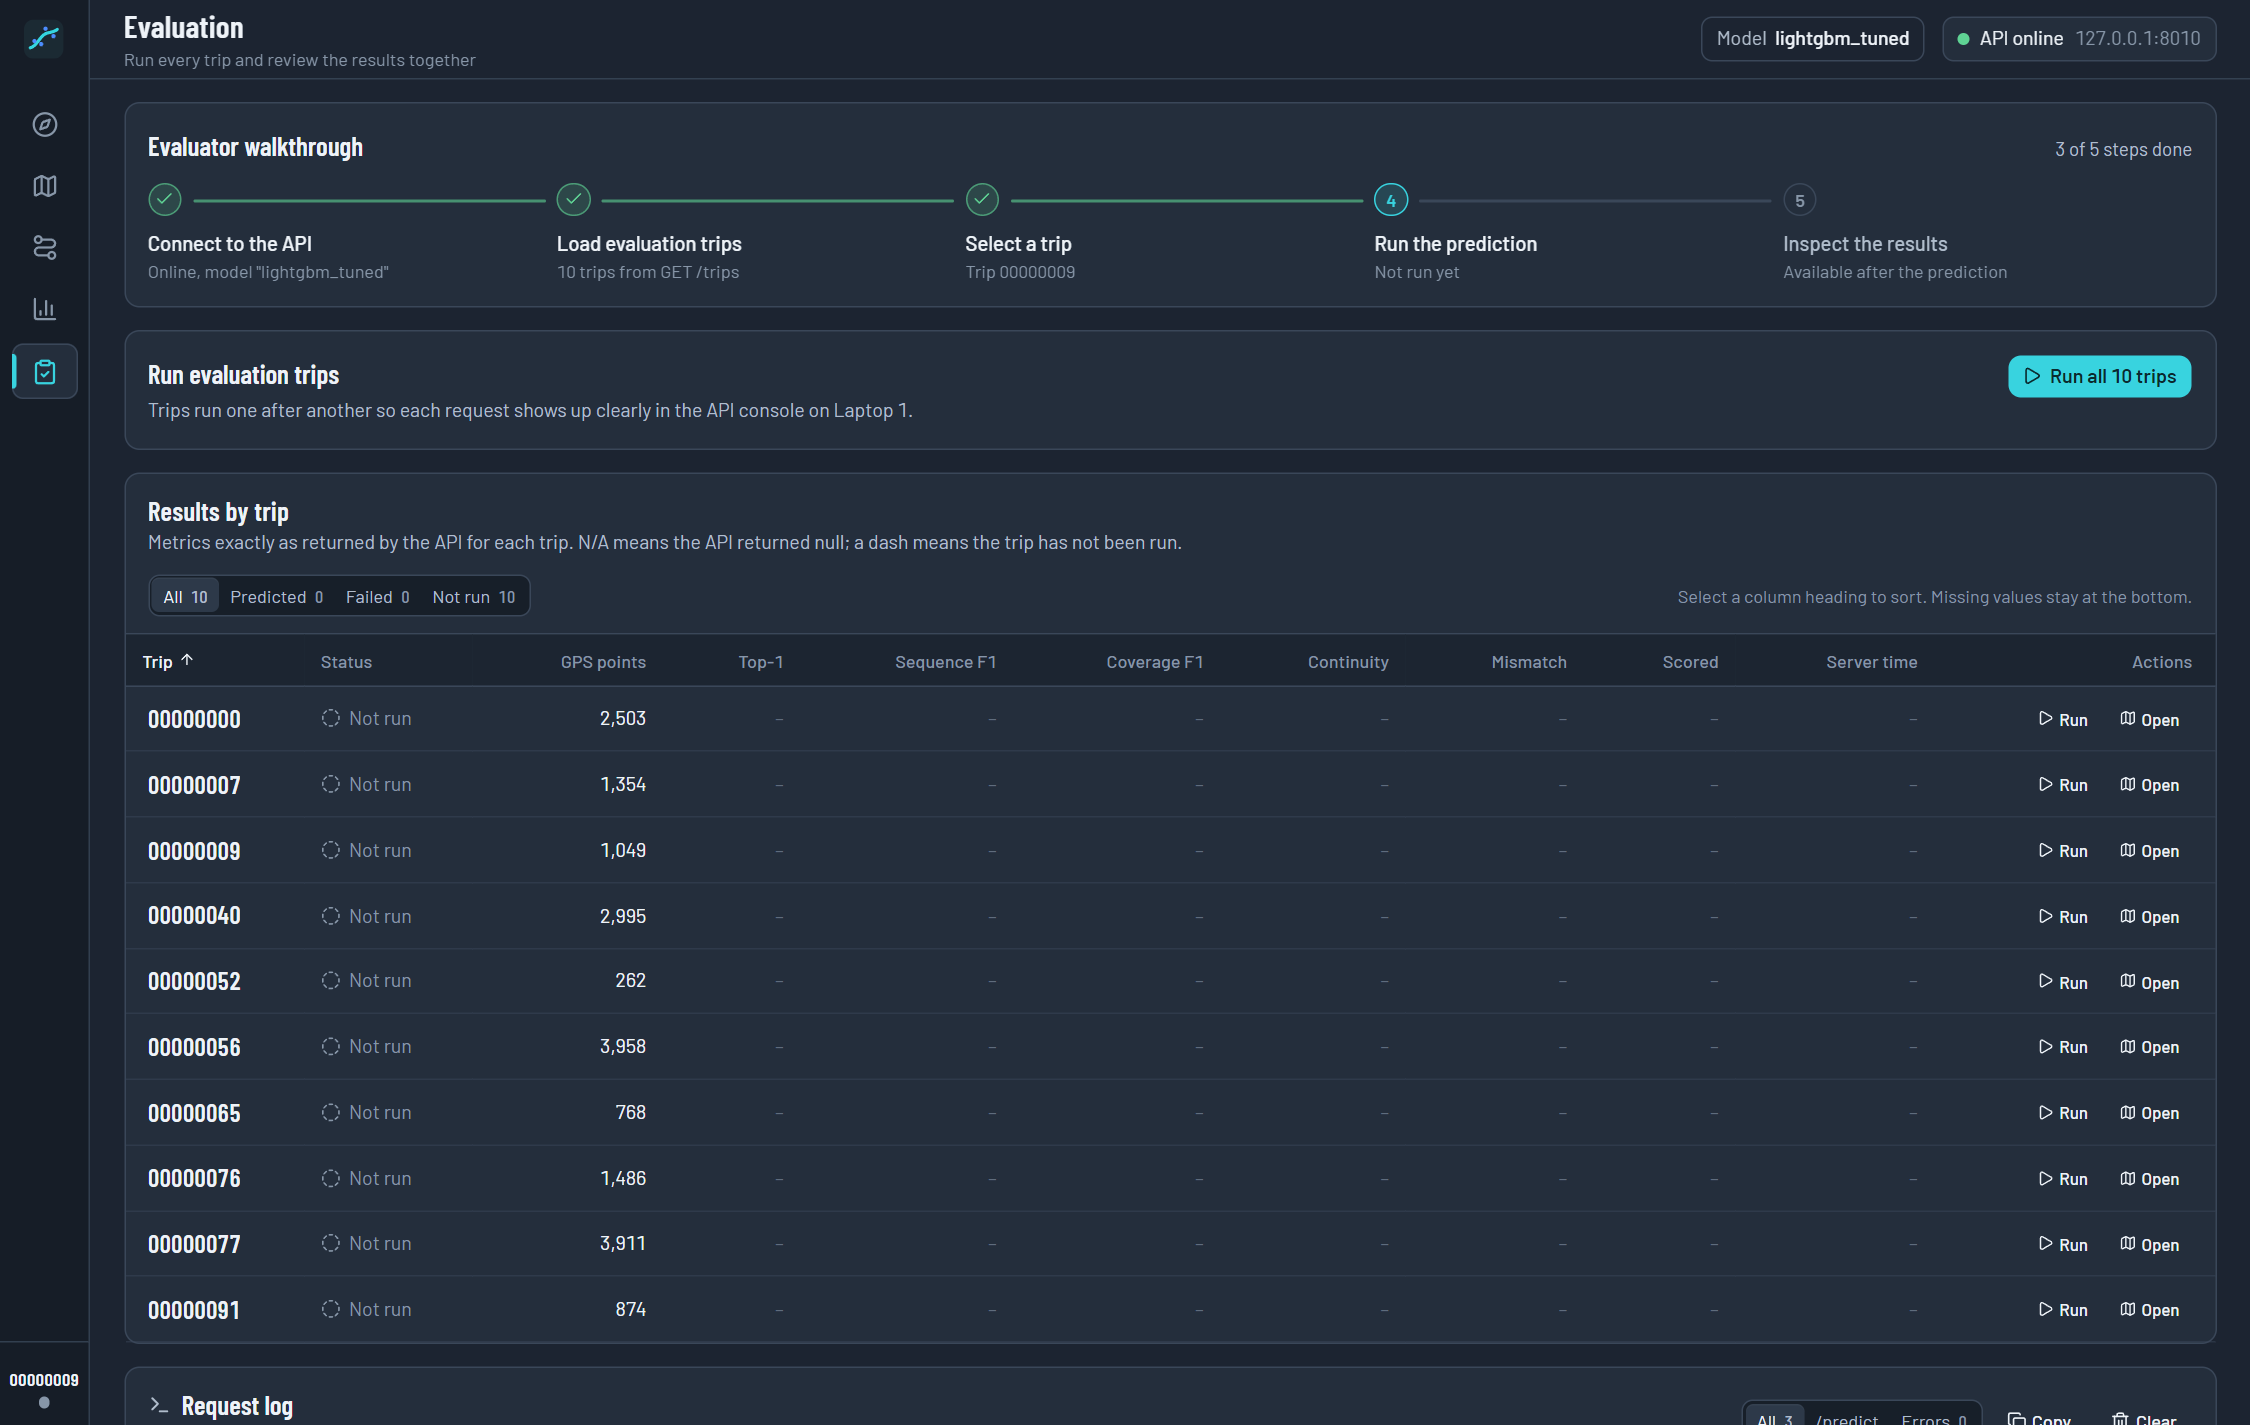 Evaluation
Run every trip and review the results together
Model lightgbm_tuned
API online 127.0.0.1:8010
Evaluator walkthrough
3 of 5 steps done
4
5
Connect to the API
Load evaluation trips
Select a trip
Run the prediction
Inspect the results
Online, model "lightgbm_tuned"
10 trips from GET /trips
Trip 00000009
Not run yet
Available after the prediction
Run evaluation trips
Run all 10 trips
Trips run one after another so each request shows up clearly in the API console on Laptop 1.
Results by trip
Metrics exactly as returned by the API for each trip. N/A means the API returned null; a dash means the trip has not been run.
All 10 Predicted 0 Failed 0 Not run 10
Select a column heading to sort. Missing values stay at the bottom.
Trip ↑ Status GPS points Top-1 Sequence F1 Coverage F1 Continuity Mismatch Scored Server time Actions
00000000 Not run 2,503 – – – – – – – Run Open
00000007 Not run 1,354 – – – – – – – Run Open
00000009 Not run 1,049 – – – – – – – Run Open
00000040 Not run 2,995 – – – – – – – Run Open
00000052 Not run 262 – – – – – – – Run Open
00000056 Not run 3,958 – – – – – – – Run Open
00000065 Not run 768 – – – – – – – Run Open
00000076 Not run 1,486 – – – – – – – Run Open
00000077 Not run 3,911 – – – – – – – Run Open
00000091 Not run 874 – – – – – – – Run Open
00000009
Request log
All 3 /predict Errors 0 Copy Clear